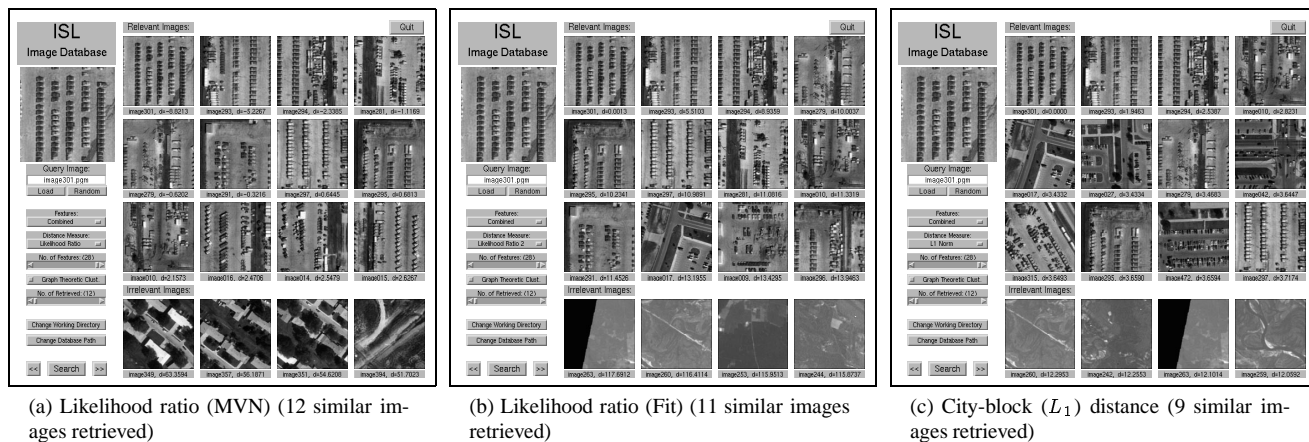 ISL
Image Database
Query Image:
image301.pgm
Load Random
Features:
Combined
Distance Measure:
Likelihood Ratio
No. of Features: (28)
Graph Theoretic Clust.
No. of Retrieved: (12)
Change Working Directory
Change Database Path
<< Search >>
Relevant Images:
Quit
image301, d=-8.8213 image293, d=-5.2267 image294, d=-2.3385 image281, d=-1.1169
image279, d=-0.6202 image291, d=-0.3216 image297, d=0.6445 image295, d=0.6813
image010, d=2.1573 image016, d=2.4706 image014, d=2.5479 image015, d=2.6267
Irrelevant Images:
image349, d=63.3594 image357, d=56.1871 image351, d=54.6206 image394, d=51.7023
(a) Likelihood ratio (MVN) (12 similar im-
ages retrieved)
ISL
Image Database
Query Image:
image301.pgm
Load Random
Features:
Combined
Distance Measure:
Likelihood Ratio 2
No. of Features: (28)
Graph Theoretic Clust.
No. of Retrieved: (12)
Change Working Directory
Change Database Path
<< Search >>
Relevant Images:
Quit
image301, d=0.0013 image293, d=5.5103 image294, d=8.9359 image279, d=10.0037
image295, d=10.2341 image297, d=10.9891 image281, d=11.0816 image010, d=11.3319
image291, d=11.4526 image017, d=13.1955 image009, d=13.4295 image296, d=13.9463
Irrelevant Images:
image263, d=117.6912 image260, d=116.4114 image253, d=115.9513 image244, d=115.8737
(b) Likelihood ratio (Fit) (11 similar images
retrieved)
ISL
Image Database
Query Image:
image301.pgm
Load Random
Features:
Combined
Distance Measure:
L1 Norm
No. of Features: (28)
Graph Theoretic Clust.
No. of Retrieved: (12)
Change Working Directory
Change Database Path
<< Search >>
Relevant Images:
Quit
image301, d=0.0000 image293, d=1.9463 image294, d=2.5387 image010, d=2.6231
image017, d=3.4332 image027, d=3.4334 image279, d=3.4683 image042, d=3.6447
image315, d=3.6493 image295, d=3.6590 image472, d=3.6594 image297, d=3.7174
Irrelevant Images:
image260, d=12.2953 image242, d=12.2553 image263, d=12.1014 image259, d=12.0592
(c) City-block (L₁) distance (9 similar im-
ages retrieved)